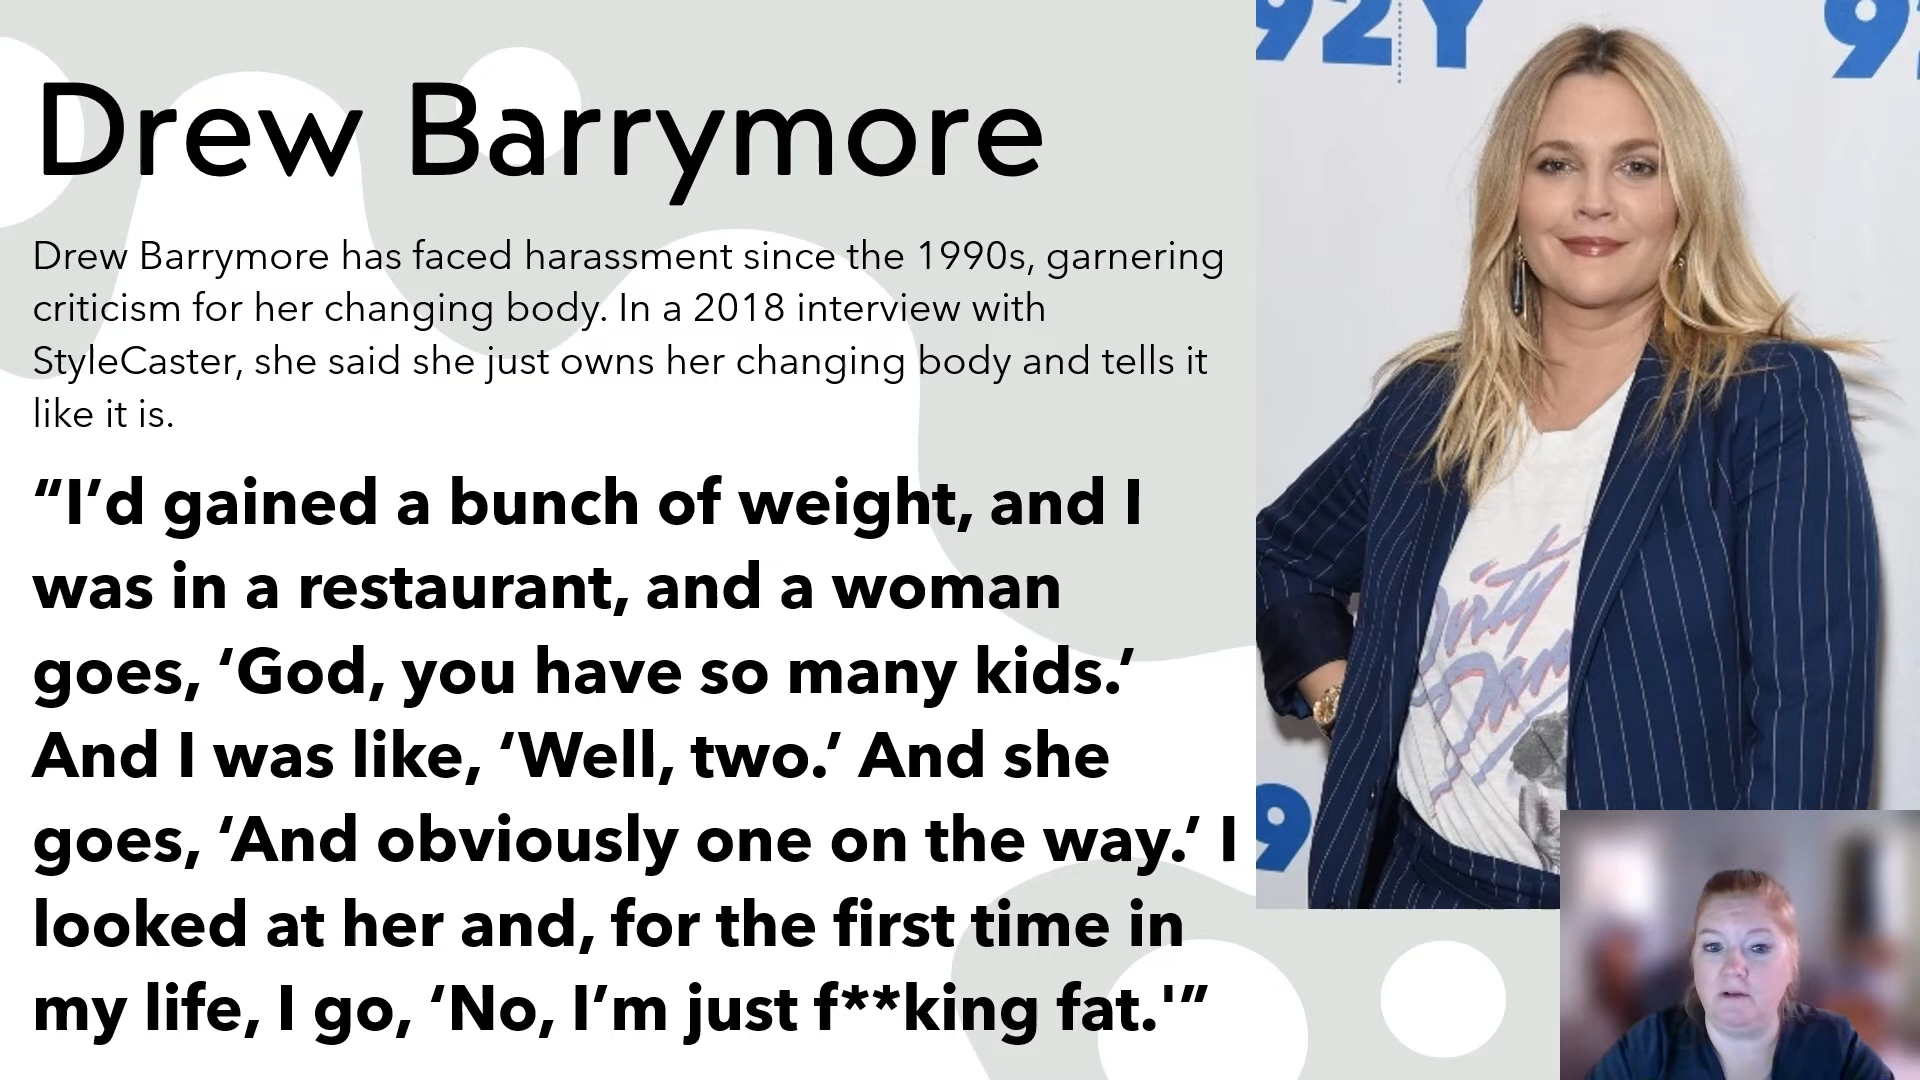 92Y
9
Drew Barrymore
Drew Barrymore has faced harassment since the 1990s, garnering
criticism for her changing body. In a 2018 interview with
StyleCaster, she said she just owns her changing body and tells it
like it is.
“I’d gained a bunch of weight, and I
was in a restaurant, and a woman
goes, ‘God, you have so many kids.’
And I was like, ‘Well, two.’ And she
goes, ‘And obviously one on the way.’ I
looked at her and, for the first time in
my life, I go, ‘No, I’m just f**king fat.'”
Dirty
9